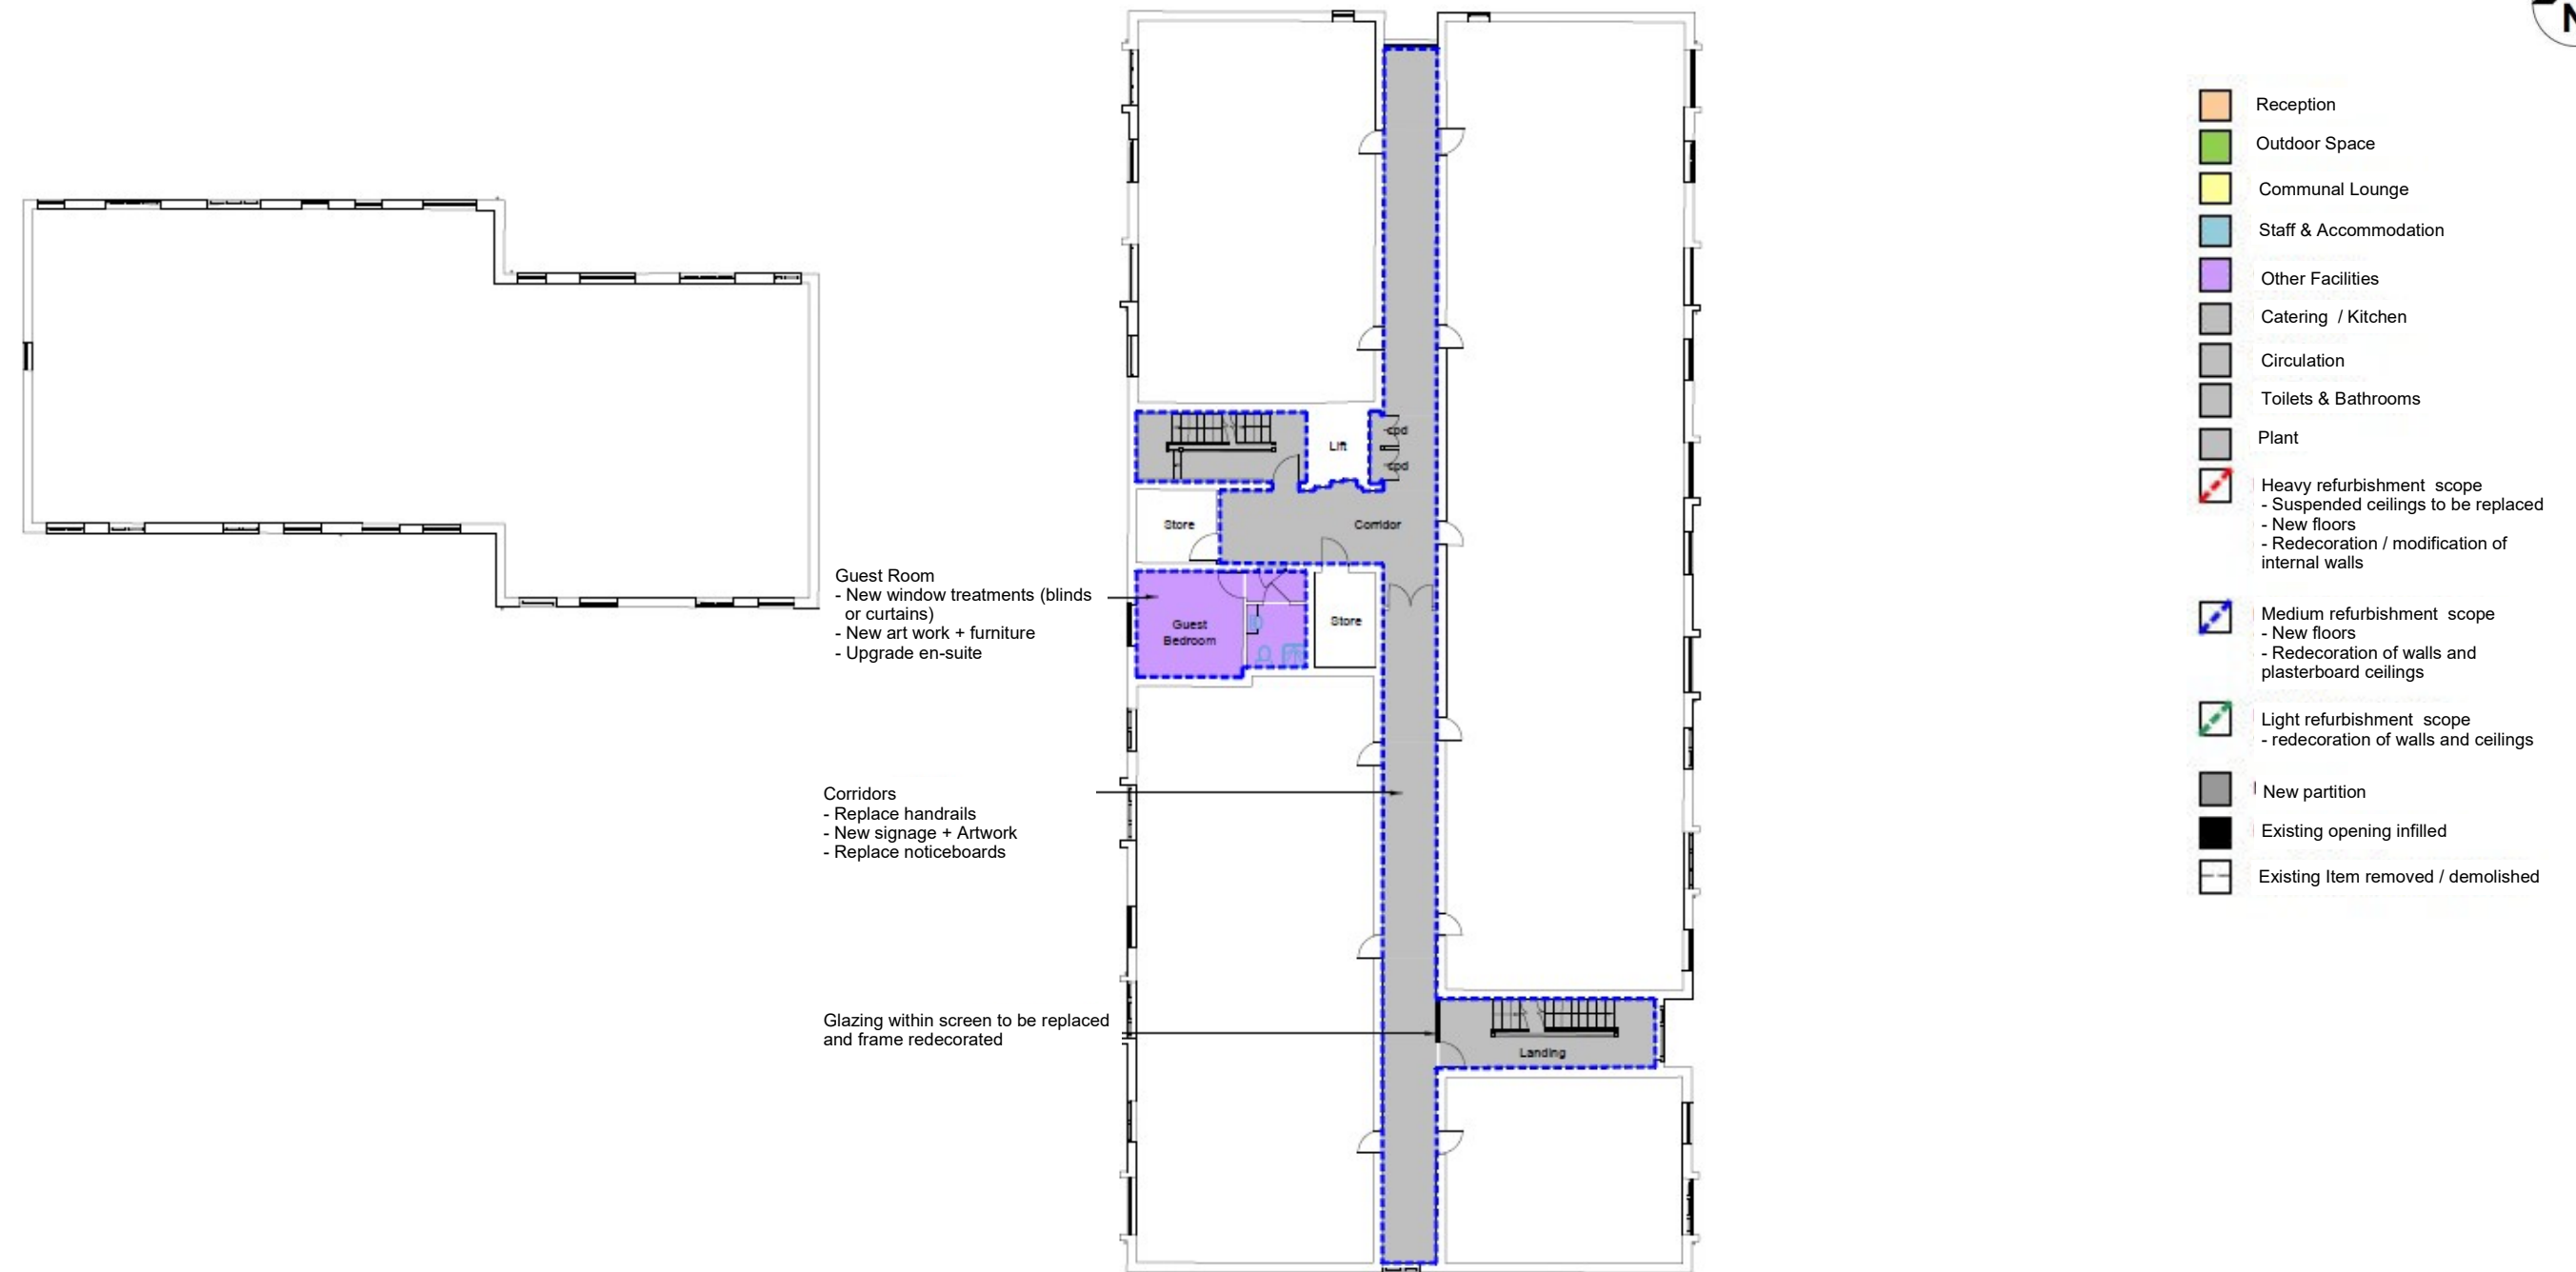 N
Reception
Outdoor Space
Communal Lounge
Staff & Accommodation
Other Facilities
Catering / Kitchen
Circulation
Toilets & Bathrooms
Plant
Heavy refurbishment scope
- Suspended ceilings to be replaced
- New floors
- Redecoration / modification of
internal walls
Medium refurbishment scope
- New floors
- Redecoration of walls and
plasterboard ceilings
Light refurbishment scope
- redecoration of walls and ceilings
New partition
Existing opening infilled
Existing Item removed / demolished
Lift
cpd
cpd
Store
Corridor
Guest Room
- New window treatments (blinds
or curtains)
- New art work + furniture
- Upgrade en-suite
Guest
Bedroom
Store
Corridors
- Replace handrails
- New signage + Artwork
- Replace noticeboards
Glazing within screen to be replaced
and frame redecorated
Landing